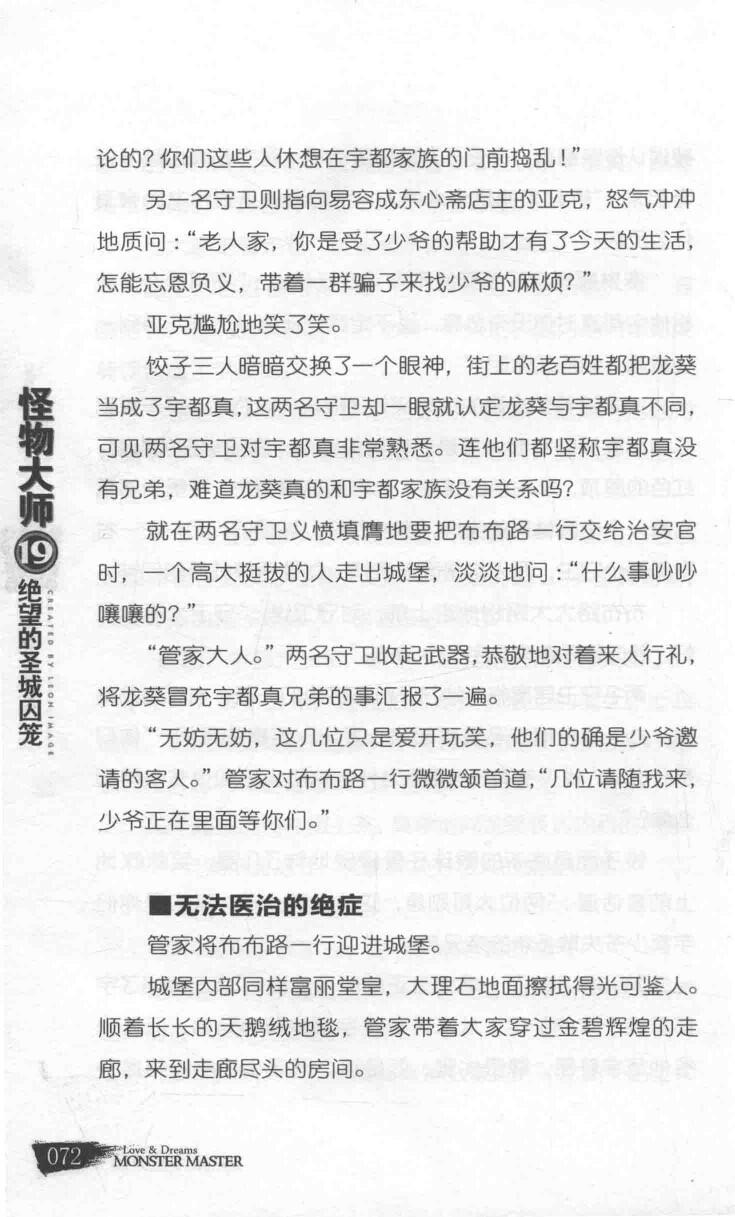 论的?你们这些人休想在宇都家族的门前捣乱!”
另一名守卫则指向易容成东心斋店主的亚克，怒气冲冲
地质问：“老人家，你是受了少爷的帮助才有了今天的生活，
怎能忘恩负义，带着一群骗子来找少爷的麻烦?”
亚克尴尬地笑了笑。
饺子三人暗暗交换了一个眼神，街上的老百姓都把龙葵
当成了宇都真，这两名守卫却一眼就认定龙葵与宇都真不同，
可见两名守卫对宇都真非常熟悉。连他们都坚称宇都真没
有兄弟，难道龙葵真的和宇都家族没有关系吗?
就在两名守卫义愤填膺地要把布布路一行交给治安官
时，一个高大挺拔的人走出城堡，淡淡地问：“什么事吵吵
嚷嚷的?”
“管家大人。”两名守卫收起武器，恭敬地对着来人行礼，
将龙葵冒充宇都真兄弟的事汇报了一遍。
“无妨无妨，这几位只是爱开玩笑，他们的确是少爷邀
请的客人。”管家对布布路一行微微颔首道，“几位请随我来，
少爷正在里面等你们。”
■无法医治的绝症
管家将布布路一行迎进城堡。
城堡内部同样富丽堂皇，大理石地面擦拭得光可鉴人。
顺着长长的天鹅绒地毯，管家带着大家穿过金碧辉煌的走
廊，来到走廊尽头的房间。
怪物大师
19
绝望的圣城囚笼
CREATED BY LEON IMAGE
072
Love & Dreams
MONSTER MASTER